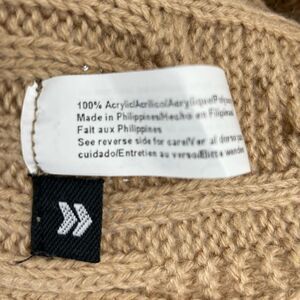 100% Acrylic/Acrílico/Acrylique/
Made in Philippines/Hecho en Filipinas
Fait aux Philippines
See reverse side for care/Ver al dorso
cuidado/Entretien au verso/